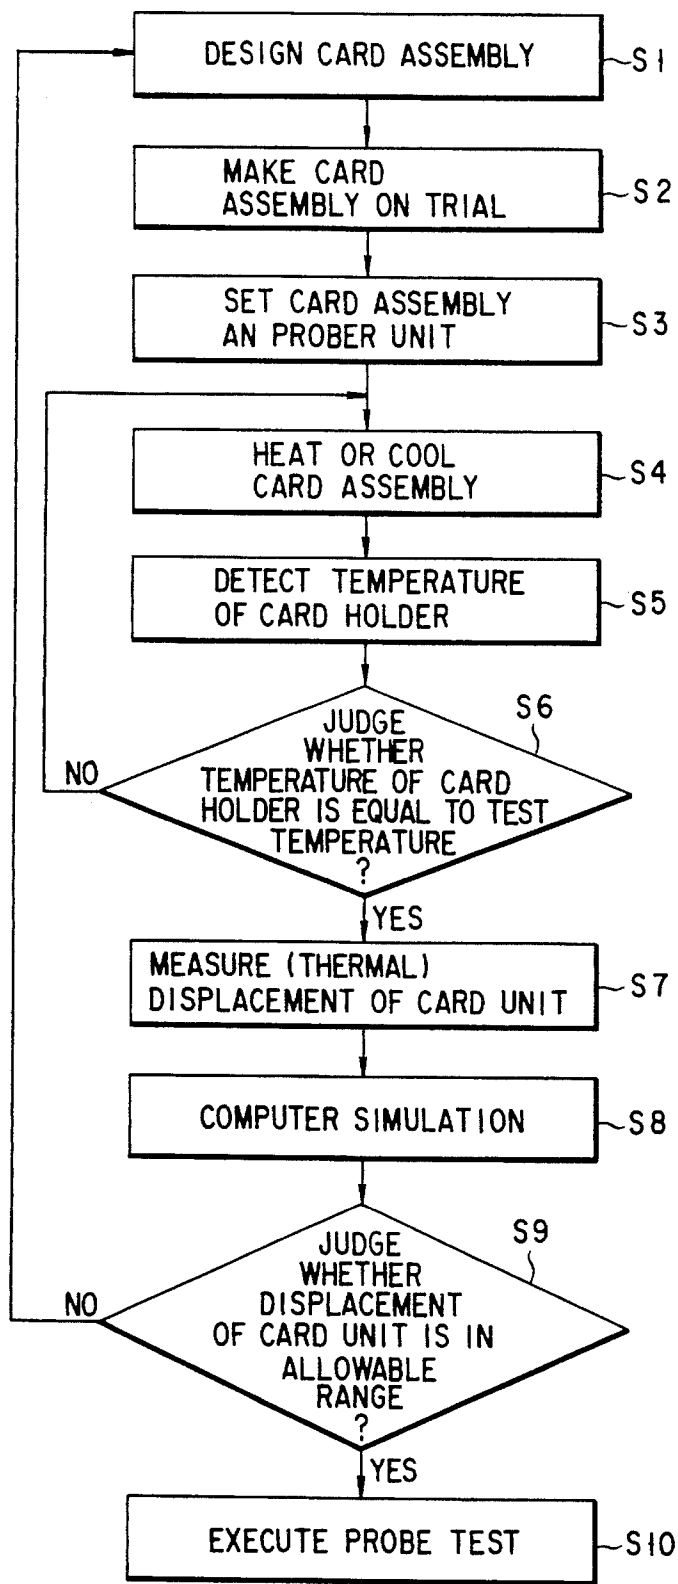 DESIGN CARD ASSEMBLY
S1
MAKE CARD
ASSEMBLY ON TRIAL
S2
SET CARD ASSEMBLY
AN PROBER UNIT
S3
HEAT OR COOL
CARD ASSEMBLY
S4
DETECT TEMPERATURE
OF CARD HOLDER
S5
S6
JUDGE
WHETHER
TEMPERATURE OF CARD
HOLDER IS EQUAL TO TEST
TEMPERATURE
?
NO
YES
MEASURE (THERMAL)
DISPLACEMENT OF CARD UNIT
S7
COMPUTER SIMULATION
S8
S9
JUDGE
WHETHER
DISPLACEMENT
OF CARD UNIT IS IN
ALLOWABLE
RANGE
?
NO
YES
EXECUTE PROBE TEST
S10